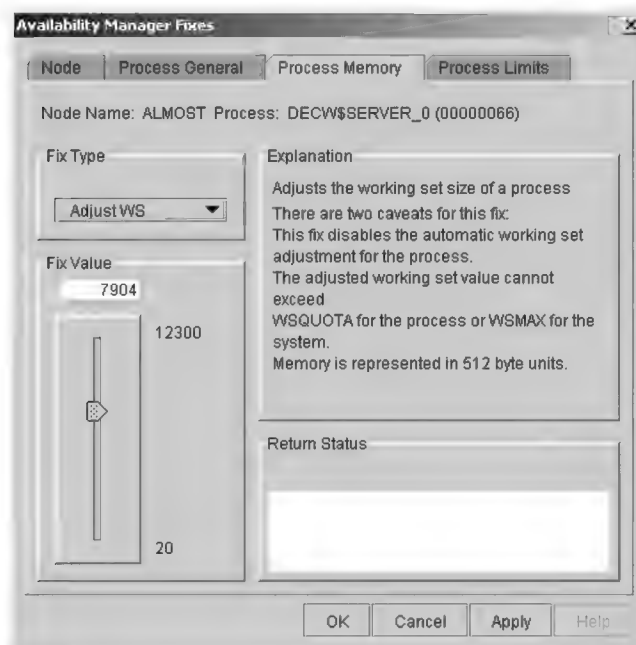 Availability Manager Fixes
Node Process General Process Memory Process Limits
Node Name: ALMOST Process: DECW$SERVER_0 (00000066)
Fix Type
Adjust WS
Explanation
Adjusts the working set size of a process
There are two caveats for this fix:
This fix disables the automatic working set
adjustment for the process.
The adjusted working set value cannot
exceed
WSQUOTA for the process or WSMAX for the
system.
Memory is represented in 512 byte units.
Fix Value
7904
12300
20
Return Status
OK Cancel Apply Help